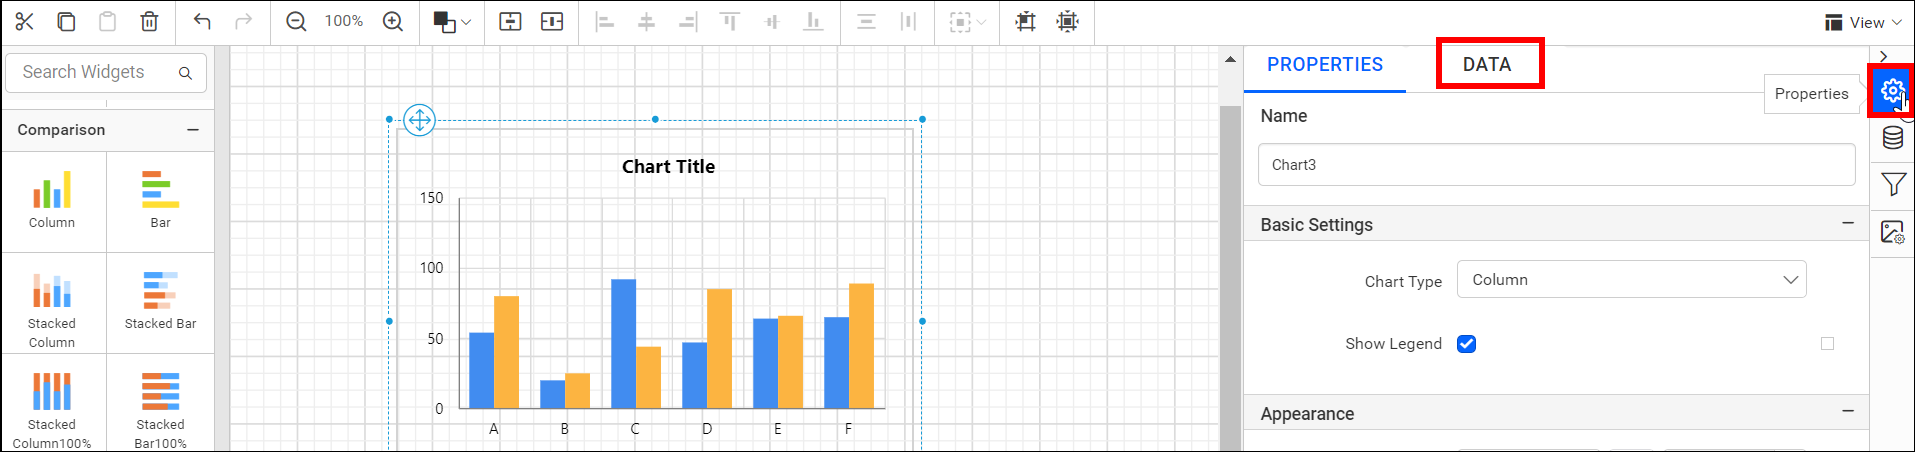 100%
View
Search Widgets
Comparison
Column
Bar
Stacked
Column
Stacked Bar
Stacked
Column100%
Stacked
Bar100%
Chart Title
150
100
50
0
A B C D E F
PROPERTIES DATA
Properties
Name
Chart3
Basic Settings
Chart Type Column
Show Legend
Appearance